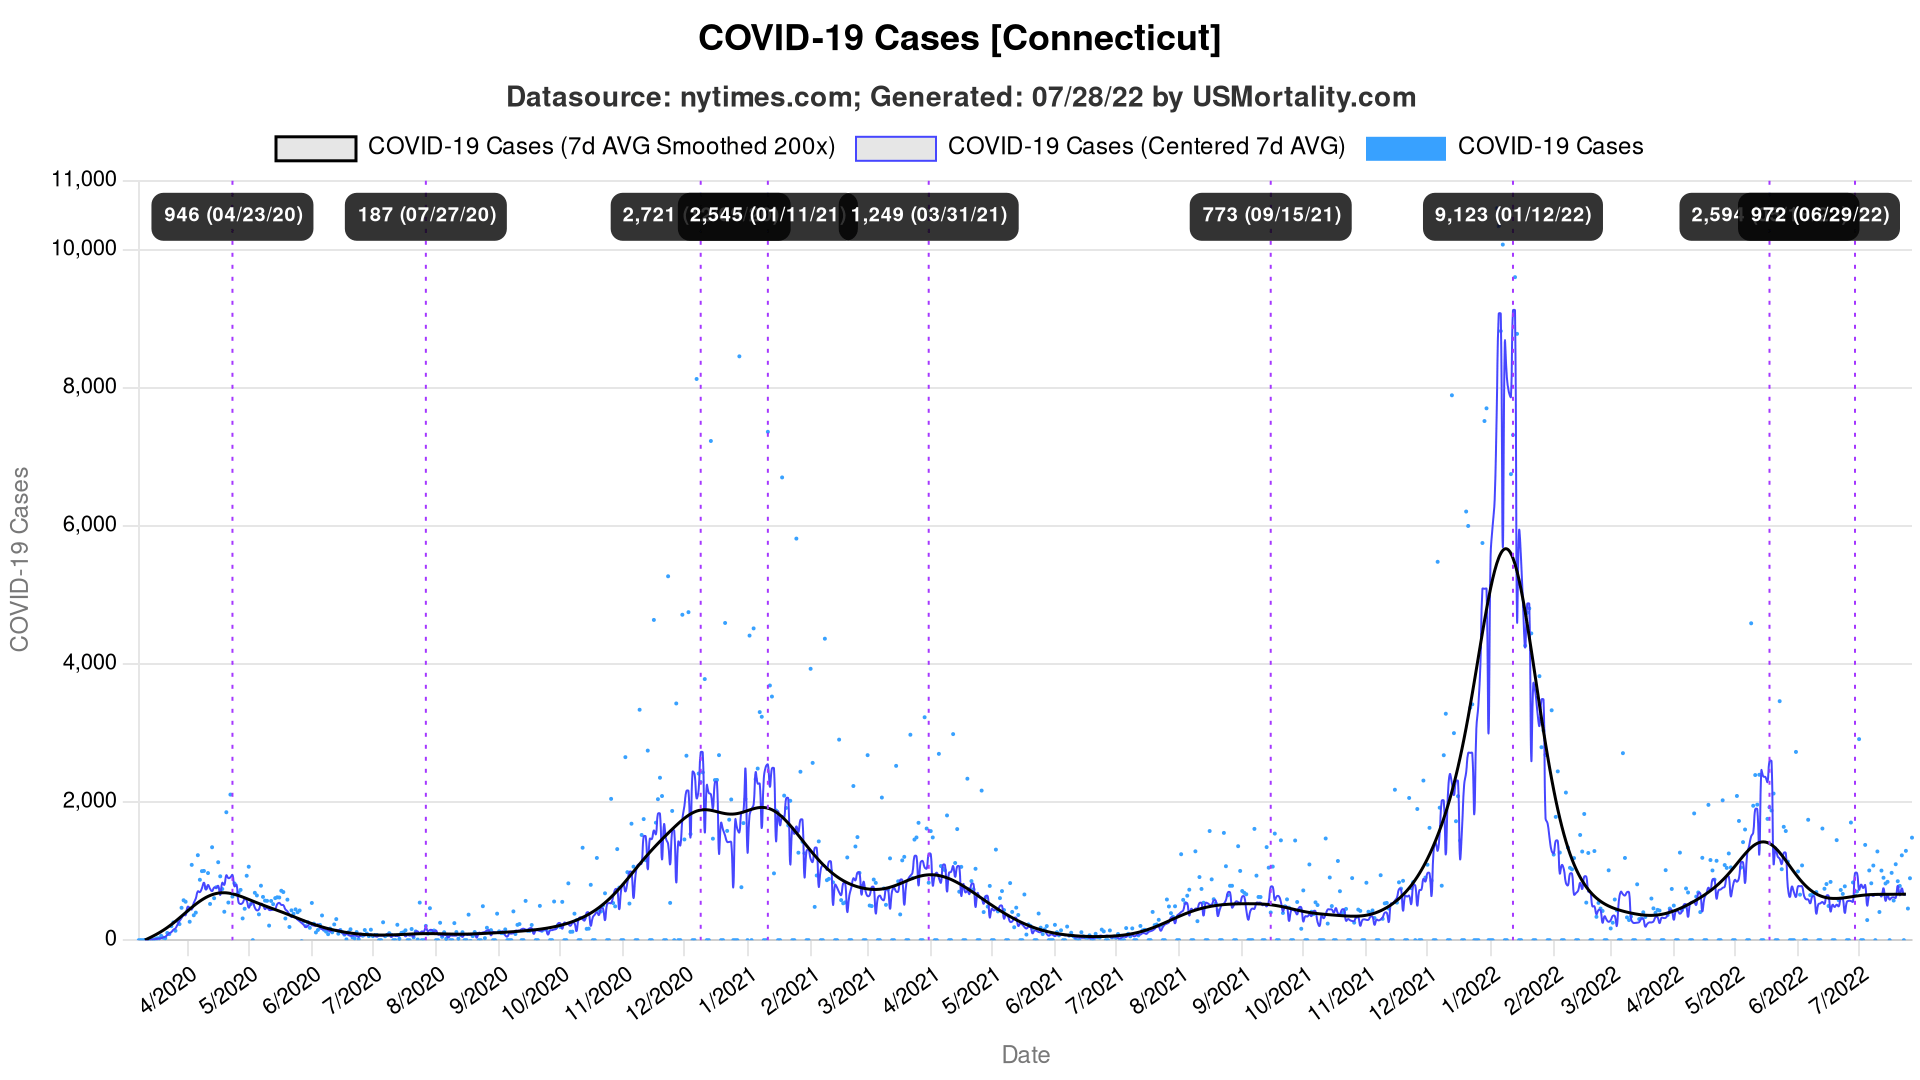 COVID-19 Cases [Connecticut]
Datasource: nytimes.com; Generated: 07/28/22 by USMortality.com
COVID-19 Cases (7d AVG Smoothed 200x) COVID-19 Cases (Centered 7d AVG) COVID-19 Cases
11,000
946 (04/23/20) 187 (07/27/20) 2,721 2,545 (01/11/21) 1,249 (03/31/21) 773 (09/15/21) 9,123 (01/12/22) 2,594 972 (06/29/22)
10,000
8,000
6,000
4,000
2,000
0
COVID-19 Cases
4/2020 5/2020 6/2020 7/2020 8/2020 9/2020 10/2020 11/2020 12/2020 1/2021 2/2021 3/2021 4/2021 5/2021 6/2021 7/2021 8/2021 9/2021 10/2021 11/2021 12/2021 1/2022 2/2022 3/2022 4/2022 5/2022 6/2022 7/2022
Date